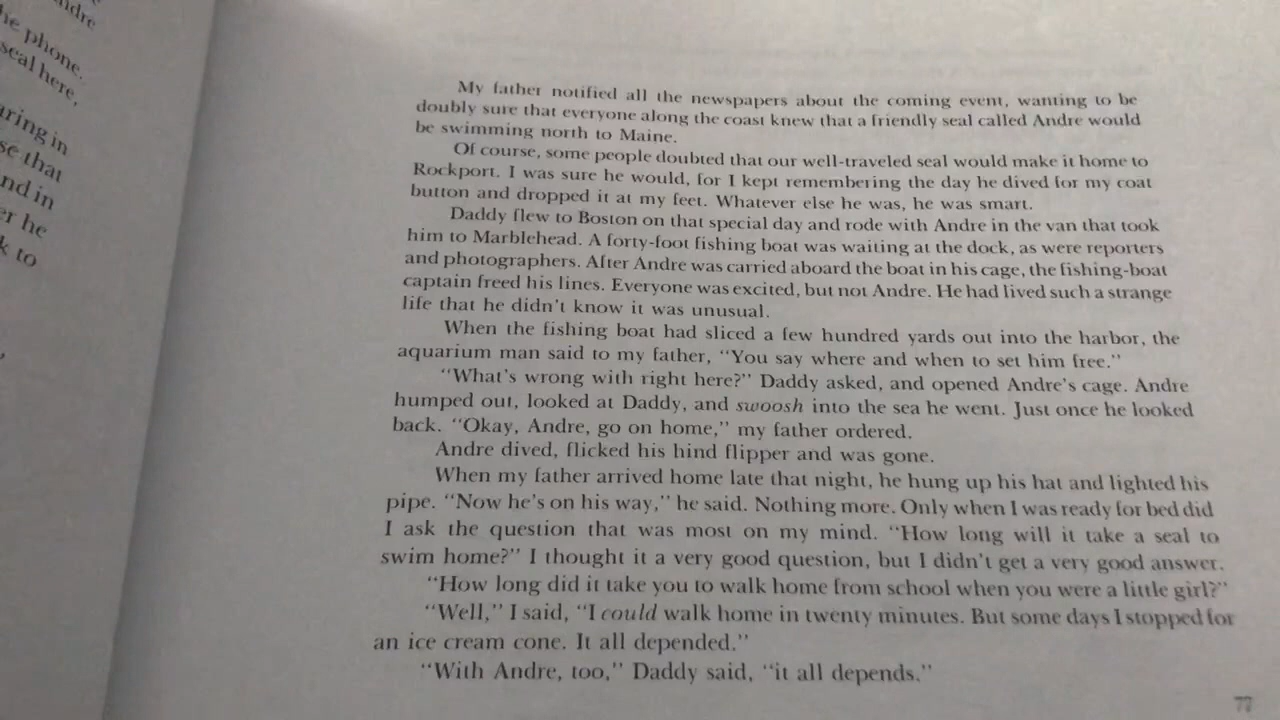 ndre
he phone.
seal here,
aring in
se that
nd in
er he
k to
My father notified all the newspapers about the coming event, wanting to be
doubly sure that everyone along the coast knew that a friendly seal called Andre would
be swimming north to Maine.
Of course, some people doubted that our well-traveled seal would make it home to
Rockport. I was sure he would, for I kept remembering the day he dived for my coat
button and dropped it at my feet. Whatever else he was, he was smart.
Daddy flew to Boston on that special day and rode with Andre in the van that took
him to Marblehead. A forty-foot fishing boat was waiting at the dock, as were reporters
and photographers. After Andre was carried aboard the boat in his cage, the fishing-boat
captain freed his lines. Everyone was excited, but not Andre. He had lived such a strange
life that he didn't know it was unusual.
When the fishing boat had sliced a few hundred yards out into the harbor, the
aquarium man said to my father, "You say where and when to set him free."
"What's wrong with right here?" Daddy asked, and opened Andre's cage. Andre
humped out, looked at Daddy, and swoosh into the sea he went. Just once he looked
back. "Okay, Andre, go on home," my father ordered.
Andre dived, flicked his hind flipper and was gone.
When my father arrived home late that night, he hung up his hat and lighted his
pipe. "Now he's on his way," he said. Nothing more. Only when I was ready for bed did
I ask the question that was most on my mind. "How long will it take a seal to
swim home?" I thought it a very good question, but I didn't get a very good answer.
"How long did it take you to walk home from school when you were a little girl?"
"Well," I said, "I could walk home in twenty minutes. But some days I stopped for
an ice cream cone. It all depended."
"With Andre, too," Daddy said, "it all depends."